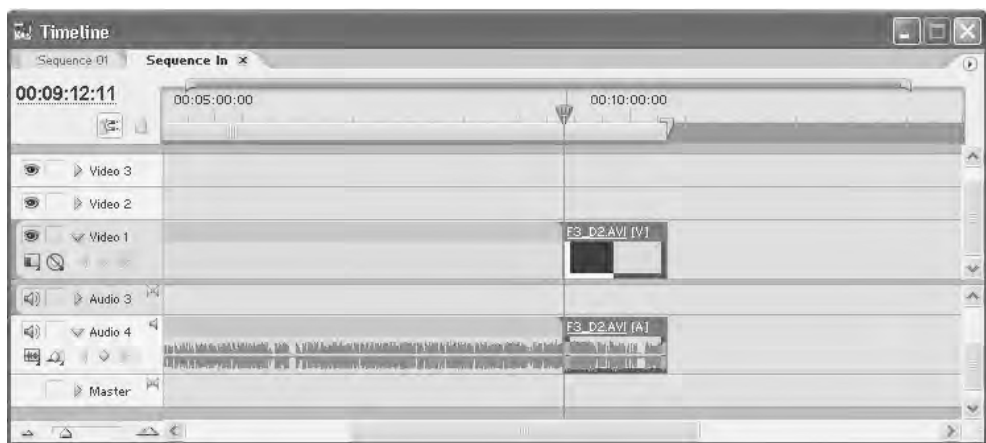 Timeline
Sequence 01 Sequence In ×
00:09:12:11
00:05:00:00 00:10:00:00
Video 3
Video 2
Video 1
F3_D2.AVI [V]
Audio 3
Audio 4
F3_D2.AVI [A]
Master